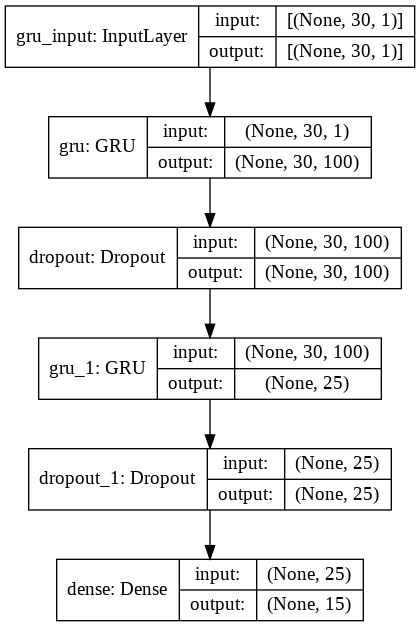 gru_input: InputLayer
input: [(None, 30, 1)]
output: [(None, 30, 1)]
gru: GRU
input: (None, 30, 1)
output: (None, 30, 100)
dropout: Dropout
input: (None, 30, 100)
output: (None, 30, 100)
gru_1: GRU
input: (None, 30, 100)
output: (None, 25)
dropout_1: Dropout
input: (None, 25)
output: (None, 25)
dense: Dense
input: (None, 25)
output: (None, 15)